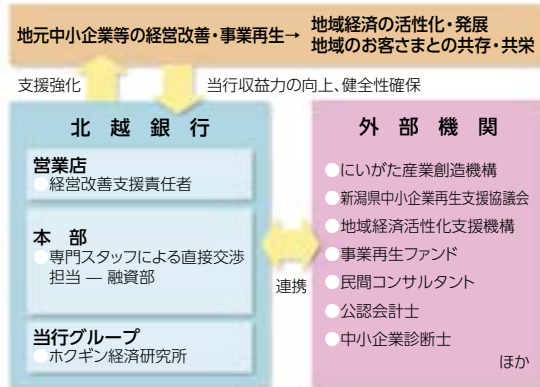 地元中小企業等の経営改善・事業再生→ 地域経済の活性化・発展
地域のお客さまとの共存・共栄
支援強化
当行収益力の向上、健全性確保
北越銀行
営業店
●経営改善支援責任者
本部
●専門スタッフによる直接交渉
担当 ― 融資部
当行グループ
●ホクギン経済研究所
連携
外部機関
●にいがた産業創造機構
●新潟県中小企業再生支援協議会
●地域経済活性化支援機構
●事業再生ファンド
●民間コンサルタント
●公認会計士
●中小企業診断士
ほか